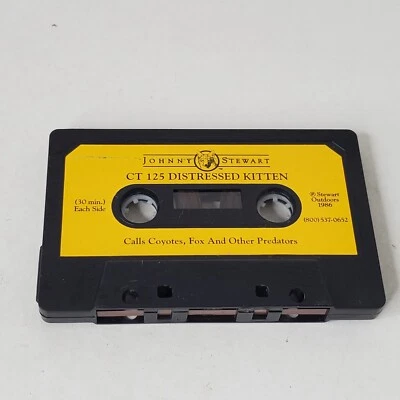 JOHNNY STEWART
CT 125 DISTRESSED KITTEN
(30 min.)
Each Side
℗ Stewart
Outdoors
1986
(800) 537-0652
Calls Coyotes, Fox And Other Predators